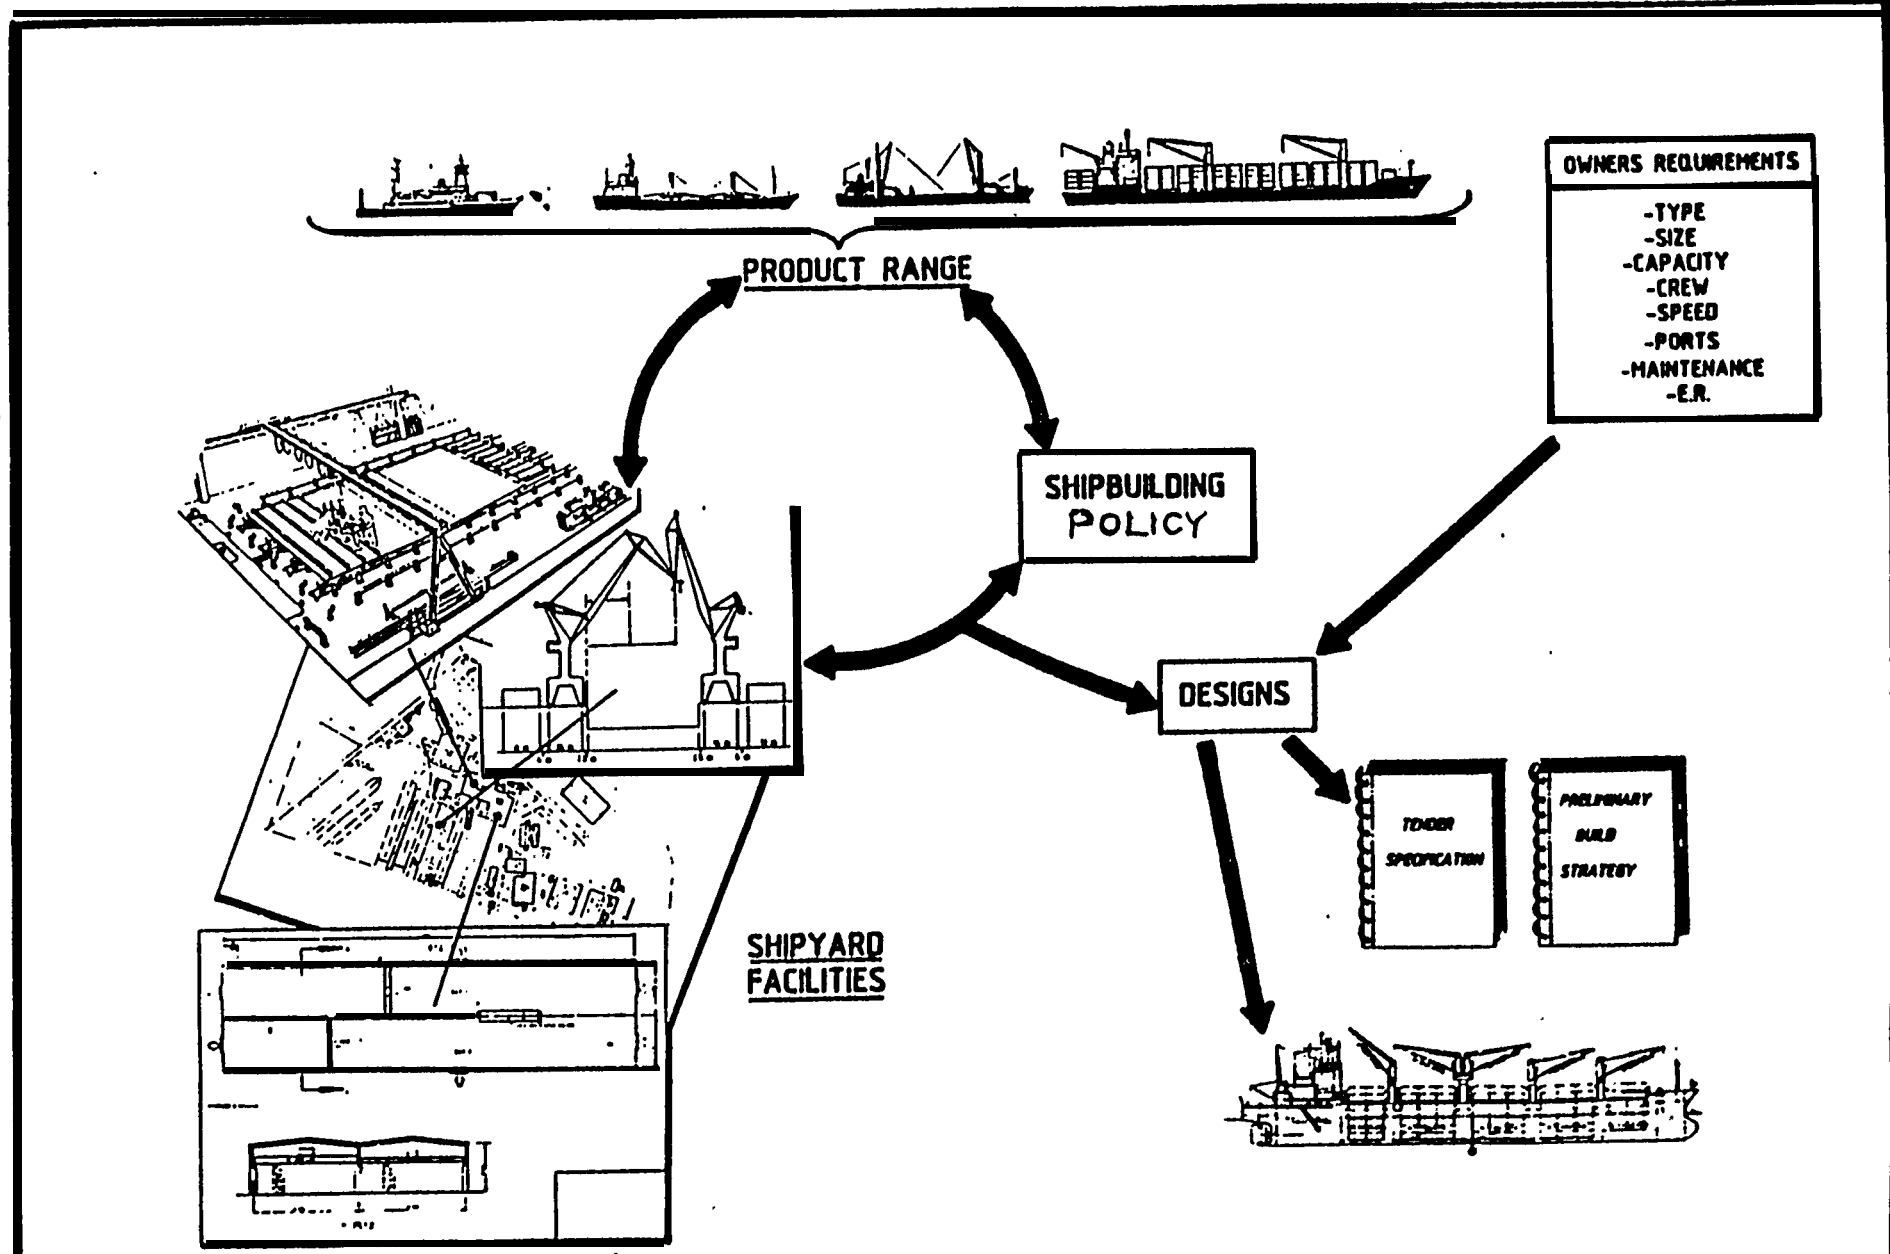 OWNERS REQUIREMENTS
-TYPE
-SIZE
-CAPACITY
-CREW
-SPEED
-PORTS
-MAINTENANCE
-E.R.
PRODUCT RANGE
SHIPBUILDING
POLICY
DESIGNS
TENDER
SPECIFICATION
PRELIMINARY
BUILD
STRATEGY
SHIPYARD
FACILITIES